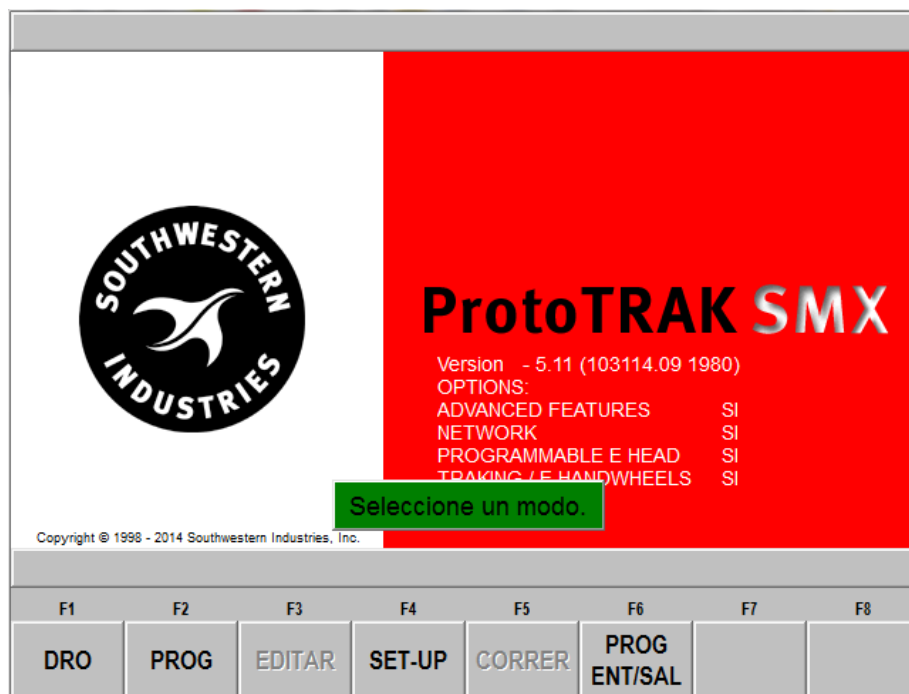 SOUTHWESTERN
INDUSTRIES
ProtoTRAK SMX
Version - 5.11 (103114.09 1980)
OPTIONS:
ADVANCED FEATURES SI
NETWORK SI
PROGRAMMABLE E HEAD SI
TRAKING / E HANDWHEELS SI
Seleccione un modo.
Copyright © 1998 - 2014 Southwestern Industries, Inc.
F1 F2 F3 F4 F5 F6 F7 F8
DRO PROG EDITAR SET-UP CORRER PROG
ENT/SAL